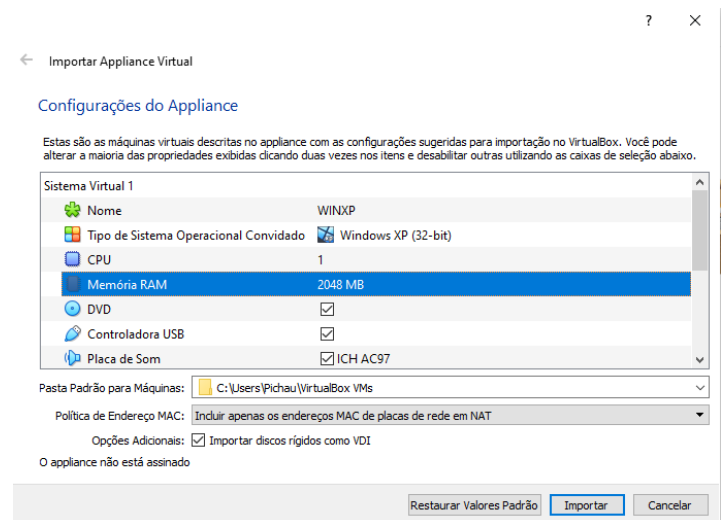 ?
Importar Appliance Virtual
Configurações do Appliance
Estas são as máquinas virtuais descritas no appliance com as configurações sugeridas para importação no VirtualBox. Você pode
alterar a maioria das propriedades exibidas clicando duas vezes nos itens e desabilitar outras utilizando as caixas de seleção abaixo.
Sistema Virtual 1
Nome WINXP
Tipo de Sistema Operacional Convidado Windows XP (32-bit)
CPU 1
Memória RAM 2048 MB
DVD
Controladora USB
Placa de Som ICH AC97
Pasta Padrão para Máquinas: C:\Users\Pichau\VirtualBox VMs
Política de Endereço MAC: Incluir apenas os endereços MAC de placas de rede em NAT
Opções Adicionais: Importar discos rígidos como VDI
O appliance não está assinado
Restaurar Valores Padrão Importar Cancelar